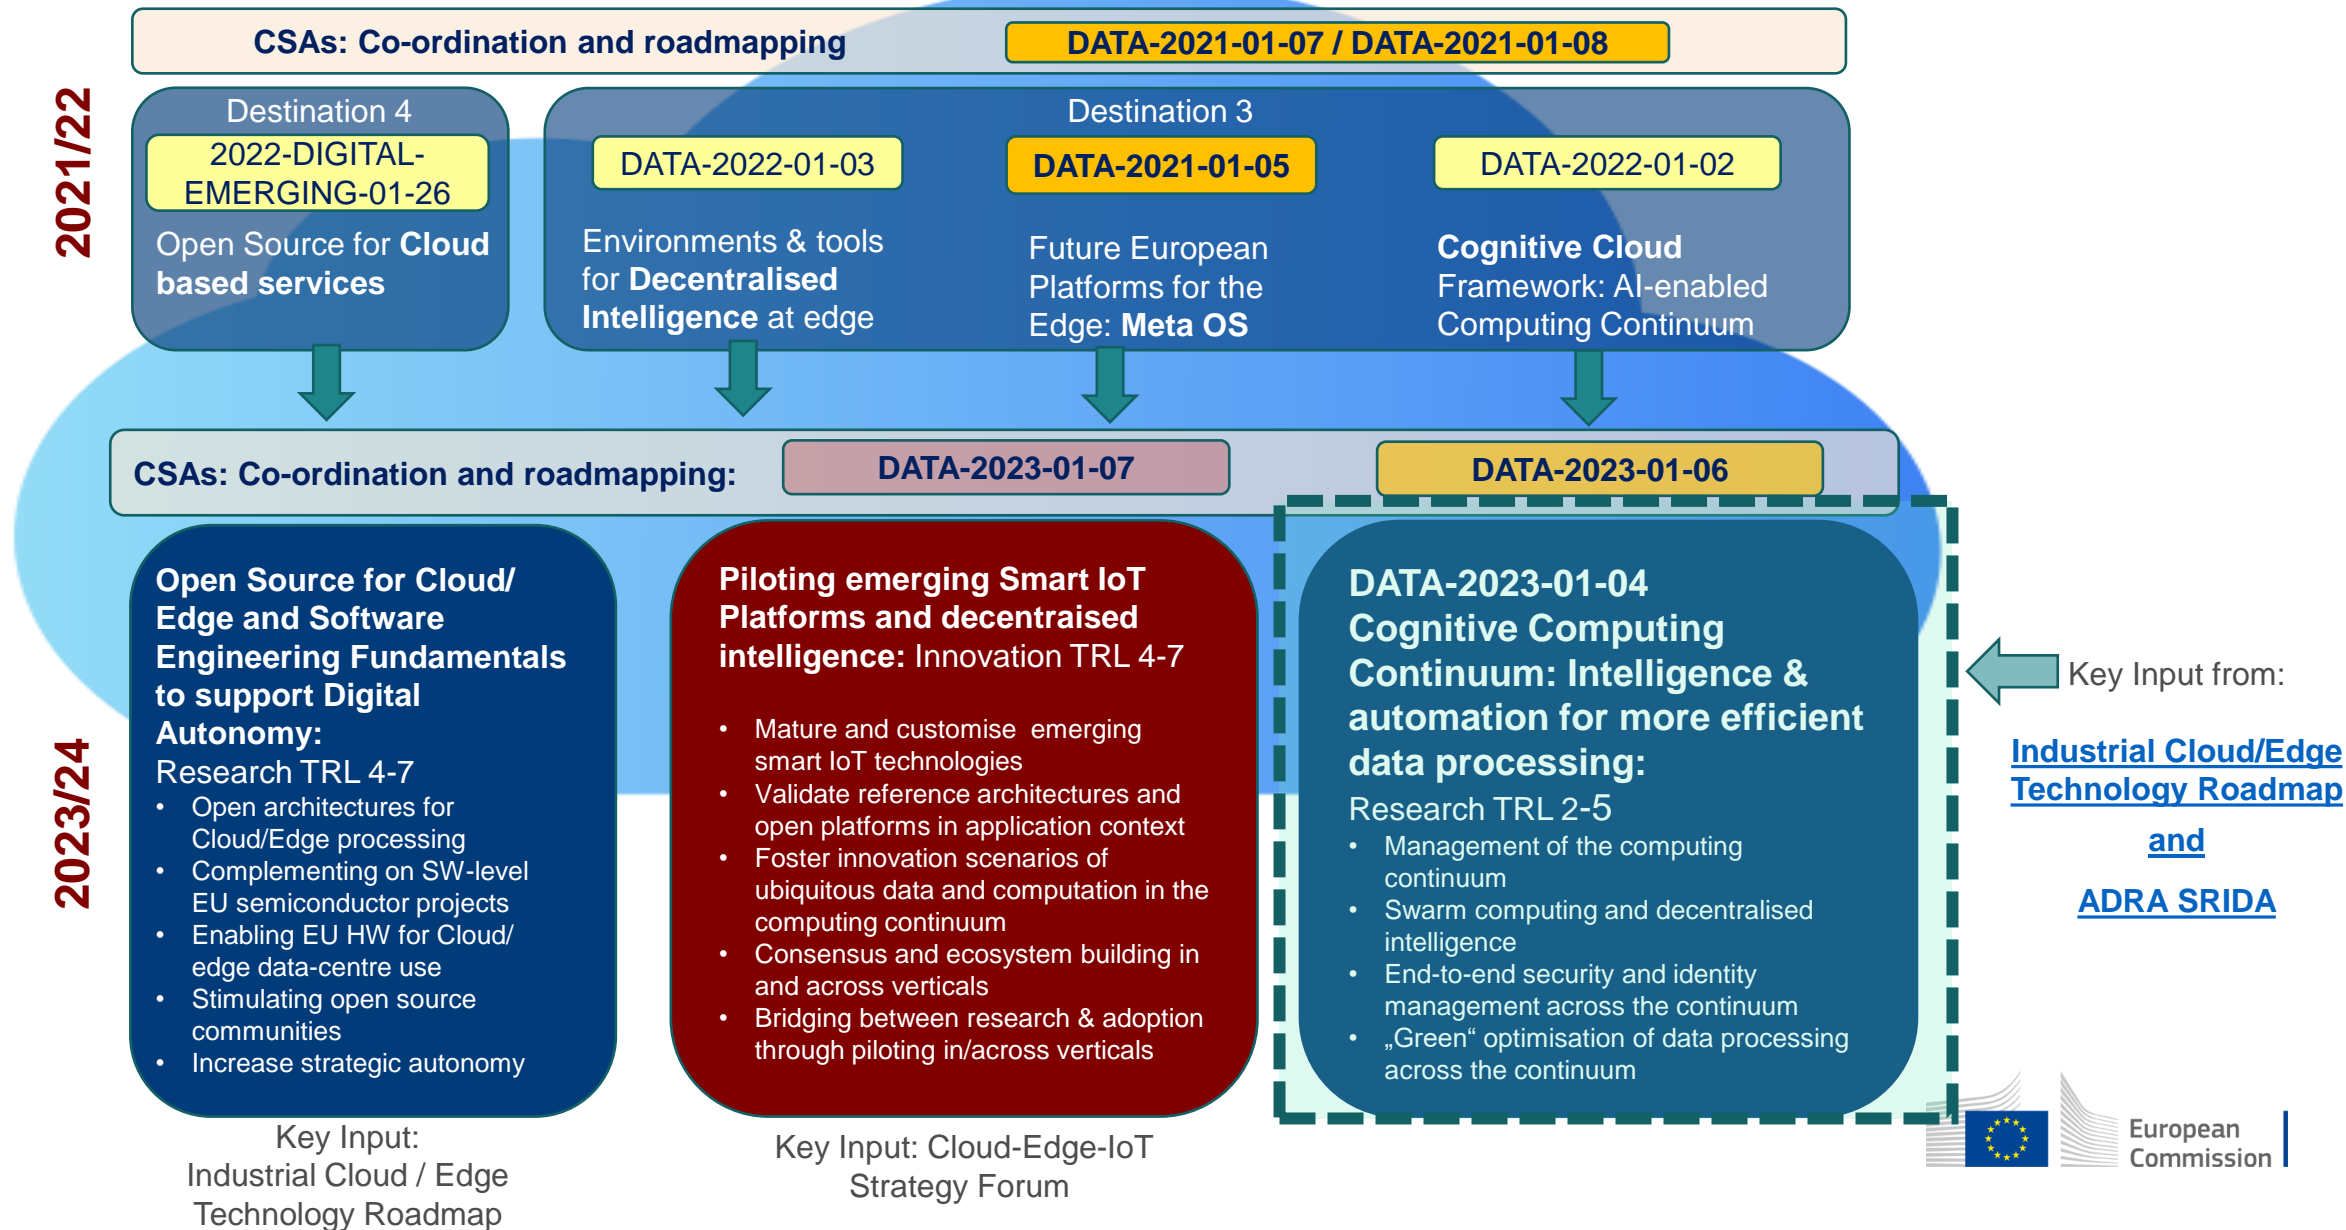 CSAs: Co-ordination and roadmapping
DATA-2021-01-07 / DATA-2021-01-08
2021/22
Destination 4
2022-DIGITAL-
EMERGING-01-26
Open Source for Cloud
based services
Destination 3
DATA-2022-01-03
Environments & tools
for Decentralised
Intelligence at edge
DATA-2021-01-05
Future European
Platforms for the
Edge: Meta OS
DATA-2022-01-02
Cognitive Cloud
Framework: AI-enabled
Computing Continuum
CSAs: Co-ordination and roadmapping:
DATA-2023-01-07
DATA-2023-01-06
2023/24
Open Source for Cloud/
Edge and Software
Engineering Fundamentals
to support Digital
Autonomy:
Research TRL 4-7
• Open architectures for
Cloud/Edge processing
• Complementing on SW-level
EU semiconductor projects
• Enabling EU HW for Cloud/
edge data-centre use
• Stimulating open source
communities
• Increase strategic autonomy
Key Input:
Industrial Cloud / Edge
Technology Roadmap
Piloting emerging Smart IoT
Platforms and decentraised
intelligence: Innovation TRL 4-7
• Mature and customise emerging
smart IoT technologies
• Validate reference architectures and
open platforms in application context
• Foster innovation scenarios of
ubiquitous data and computation in the
computing continuum
• Consensus and ecosystem building in
and across verticals
• Bridging between research & adoption
through piloting in/across verticals
Key Input: Cloud-Edge-IoT
Strategy Forum
DATA-2023-01-04
Cognitive Computing
Continuum: Intelligence &
automation for more efficient
data processing:
Research TRL 2-5
• Management of the computing
continuum
• Swarm computing and decentralised
intelligence
• End-to-end security and identity
management across the continuum
• „Green“ optimisation of data processing
across the continuum
Key Input from:
Industrial Cloud/Edge
Technology Roadmap
and
ADRA SRIDA
European
Commission